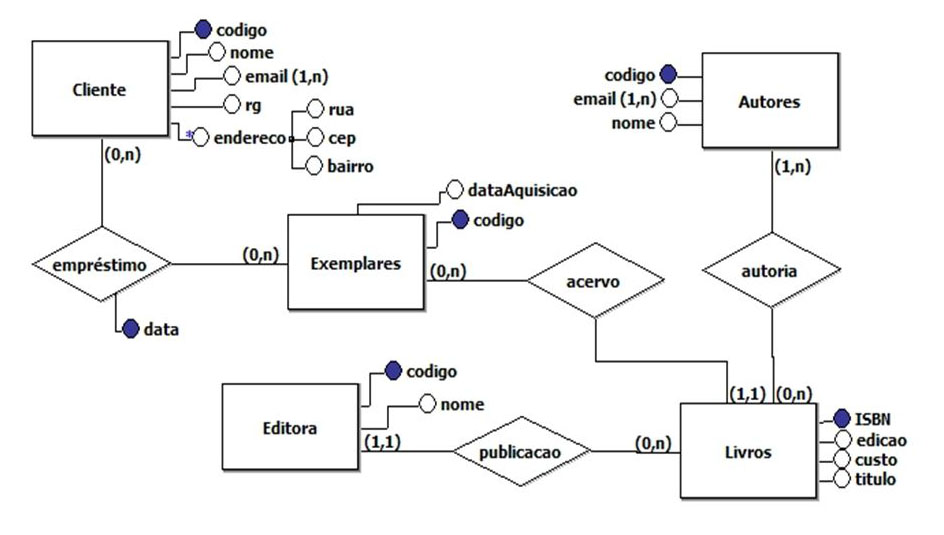 codigo
nome
email (1,n)
rg
Cliente
endereco
rua
cep
bairro
(0,n)
codigo
email (1,n)
nome
Autores
(1,n)
dataAquisicao
codigo
empréstimo
(0,n)
Exemplares
(0,n)
acervo
autoria
data
codigo
nome
Editora
(1,1)
publicacao
(0,n)
(1,1)
(0,n)
Livros
ISBN
edicao
custo
titulo